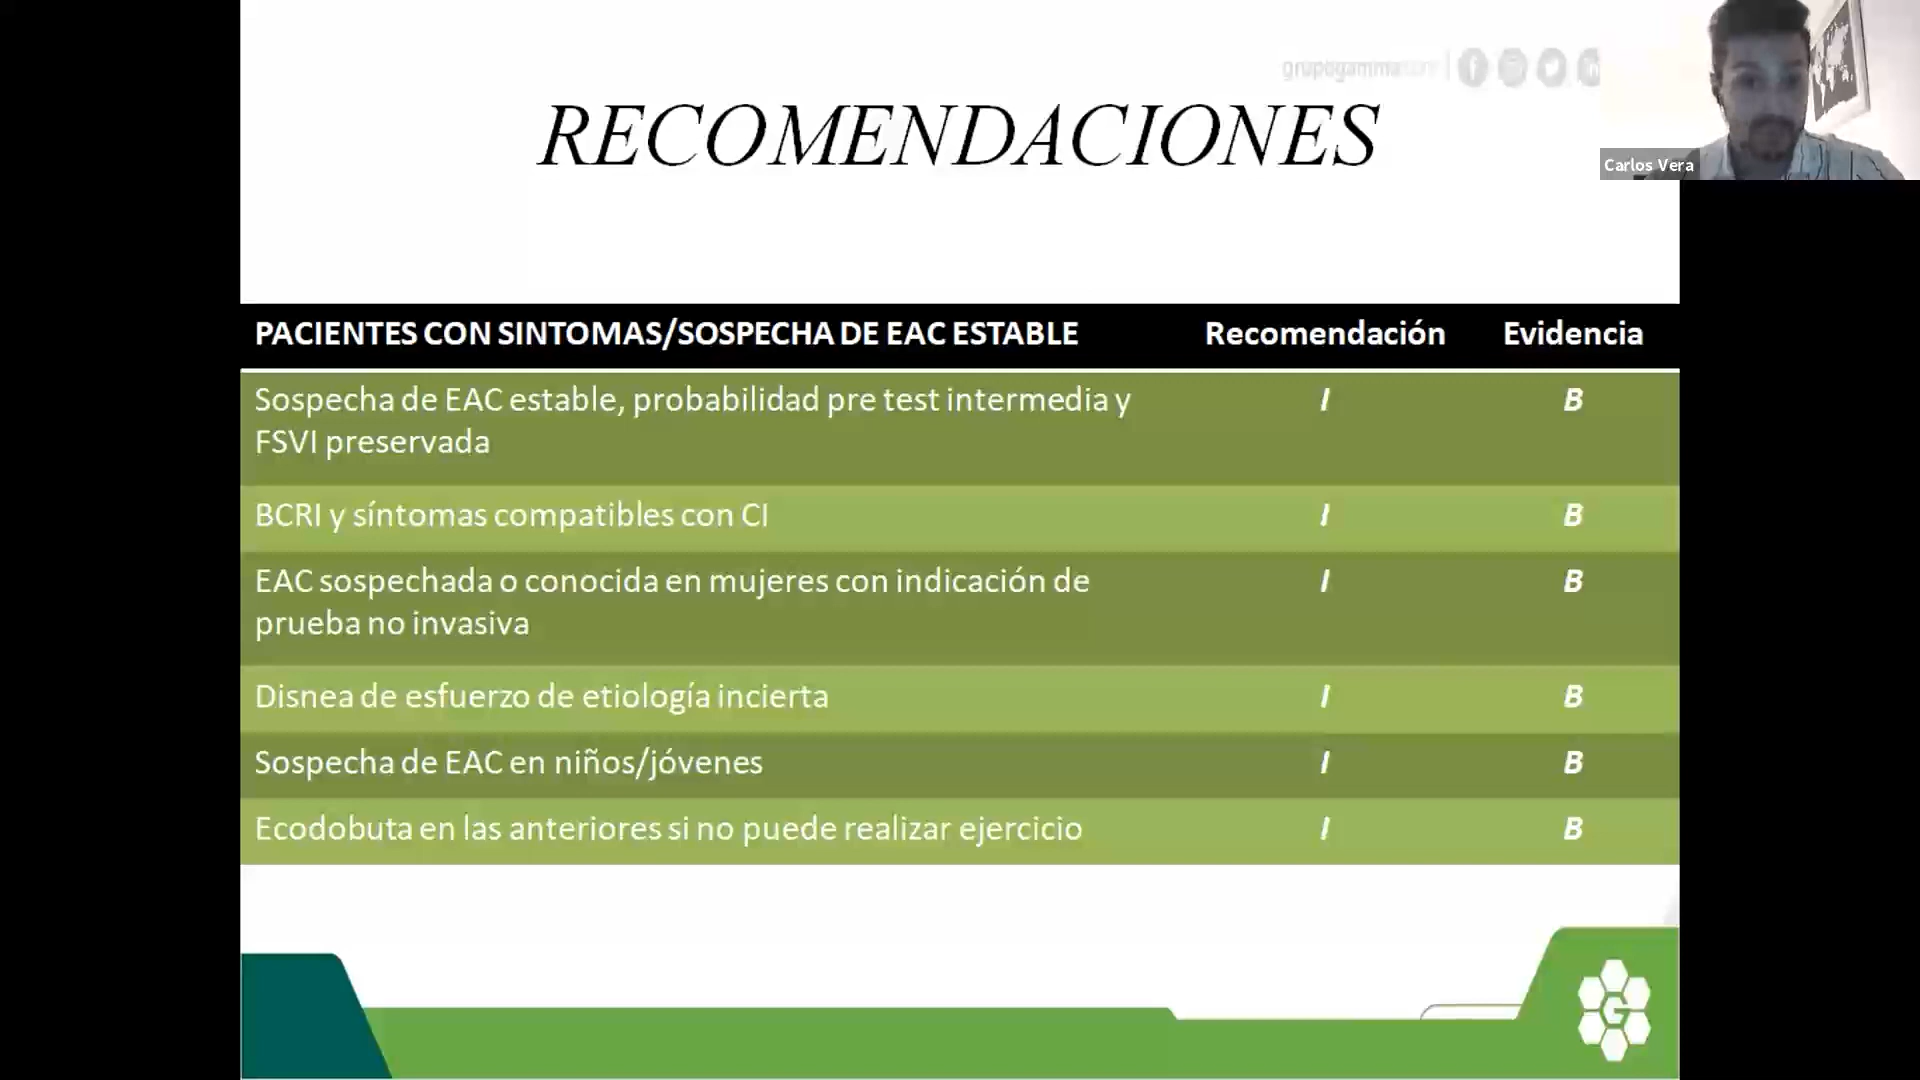 grupogamma.com
RECOMENDACIONES
Carlos Vera
PACIENTES CON SINTOMAS/SOSPECHA DE EAC ESTABLE Recomendación Evidencia
Sospecha de EAC estable, probabilidad pre test intermedia y I B
FSVI preservada
BCRI y síntomas compatibles con CI I B
EAC sospechada o conocida en mujeres con indicación de I B
prueba no invasiva
Disnea de esfuerzo de etiología incierta I B
Sospecha de EAC en niños/jóvenes I B
Ecodobuta en las anteriores si no puede realizar ejercicio I B
G